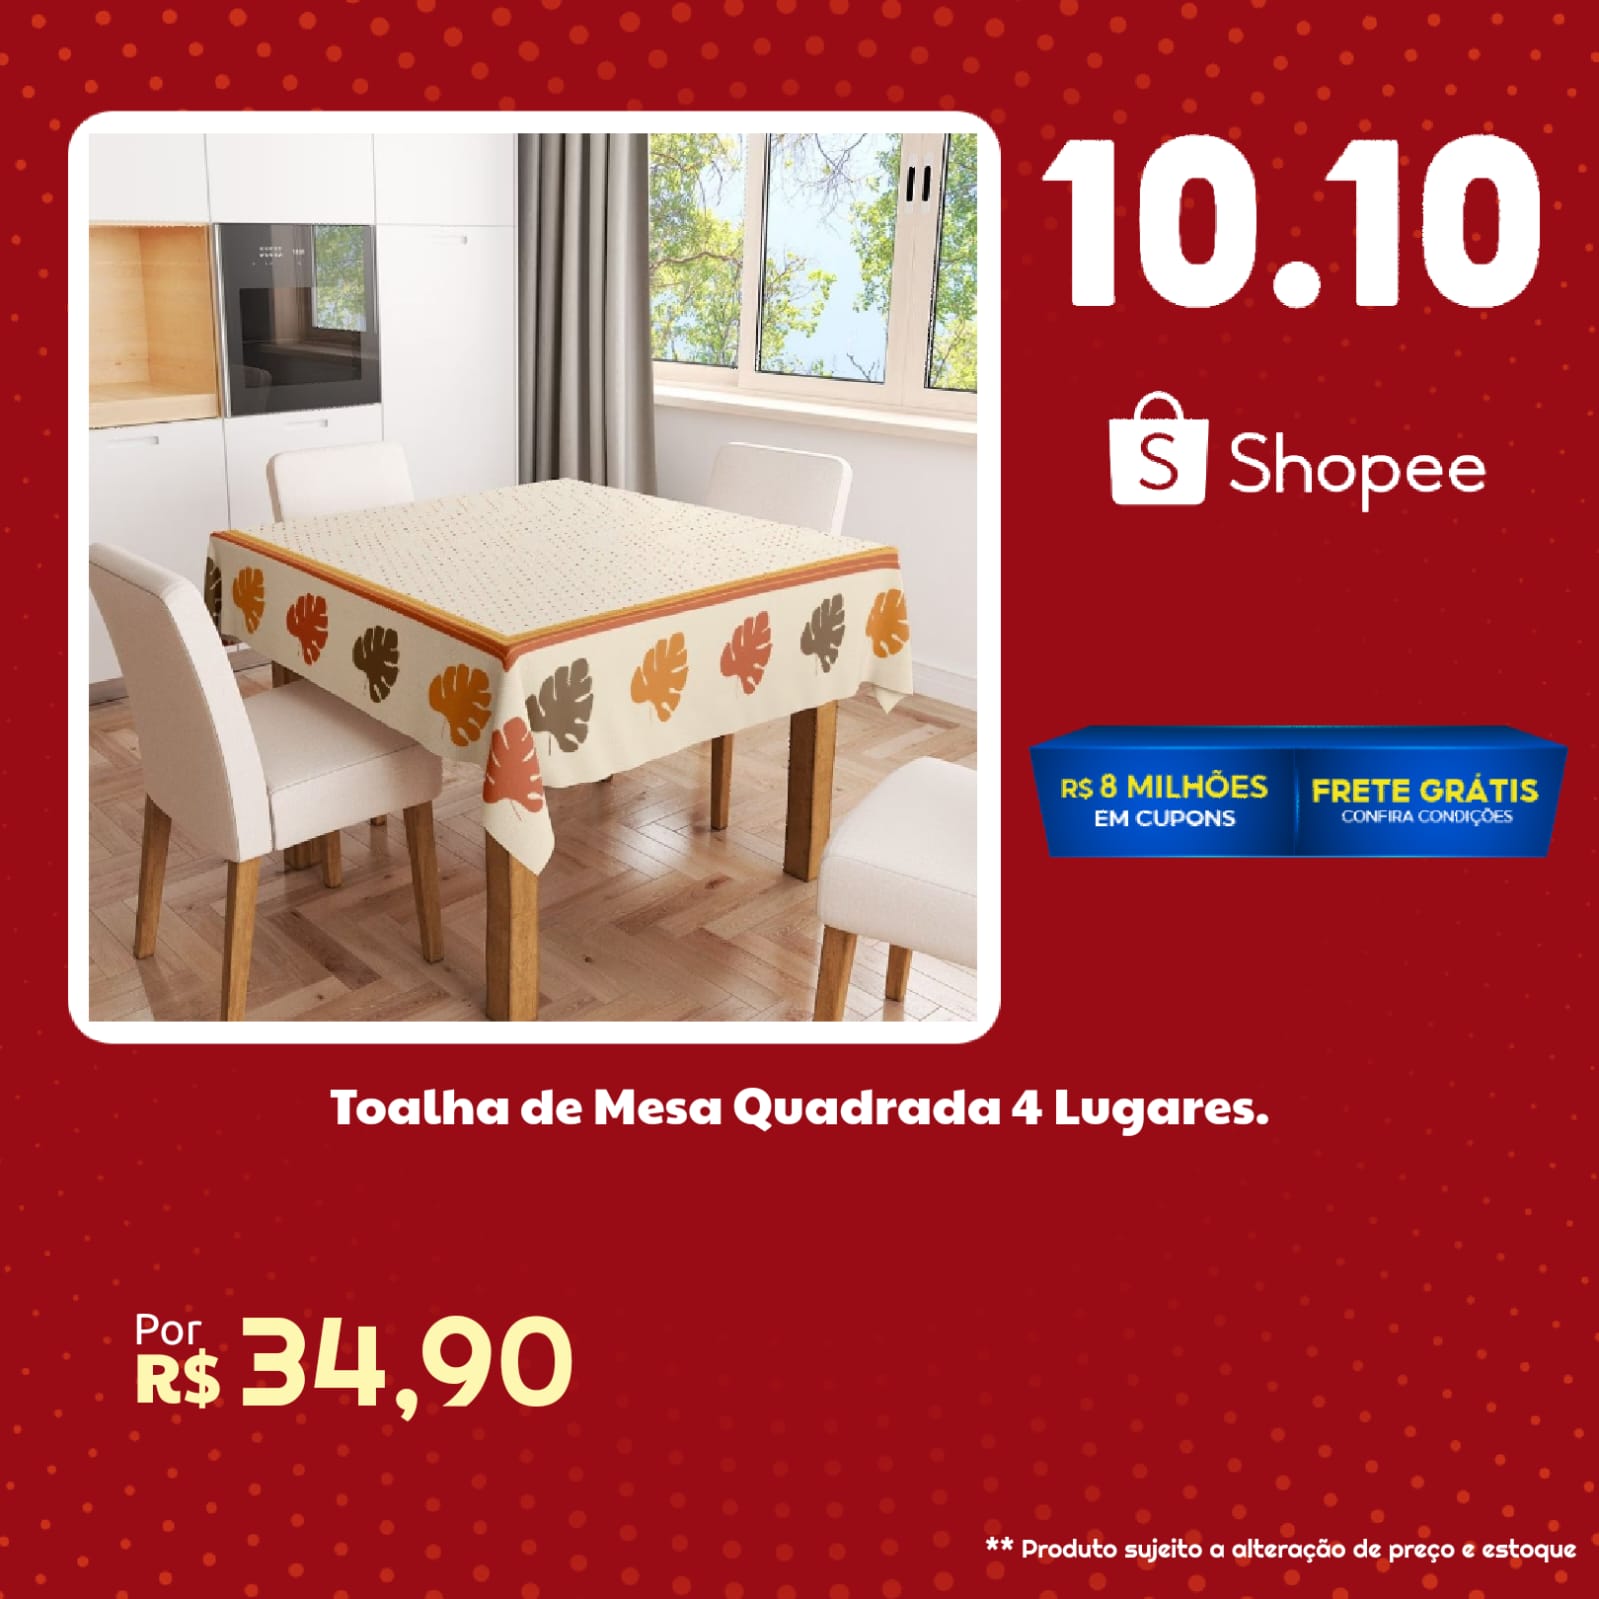 10.10
S Shopee
R$ 8 MILHÕES
EM CUPONS
FRETE GRÁTIS
CONFIRA CONDIÇÕES
Toalha de Mesa Quadrada 4 Lugares.
Por
R$ 34,90
** Produto sujeito a alteração de preço e estoque